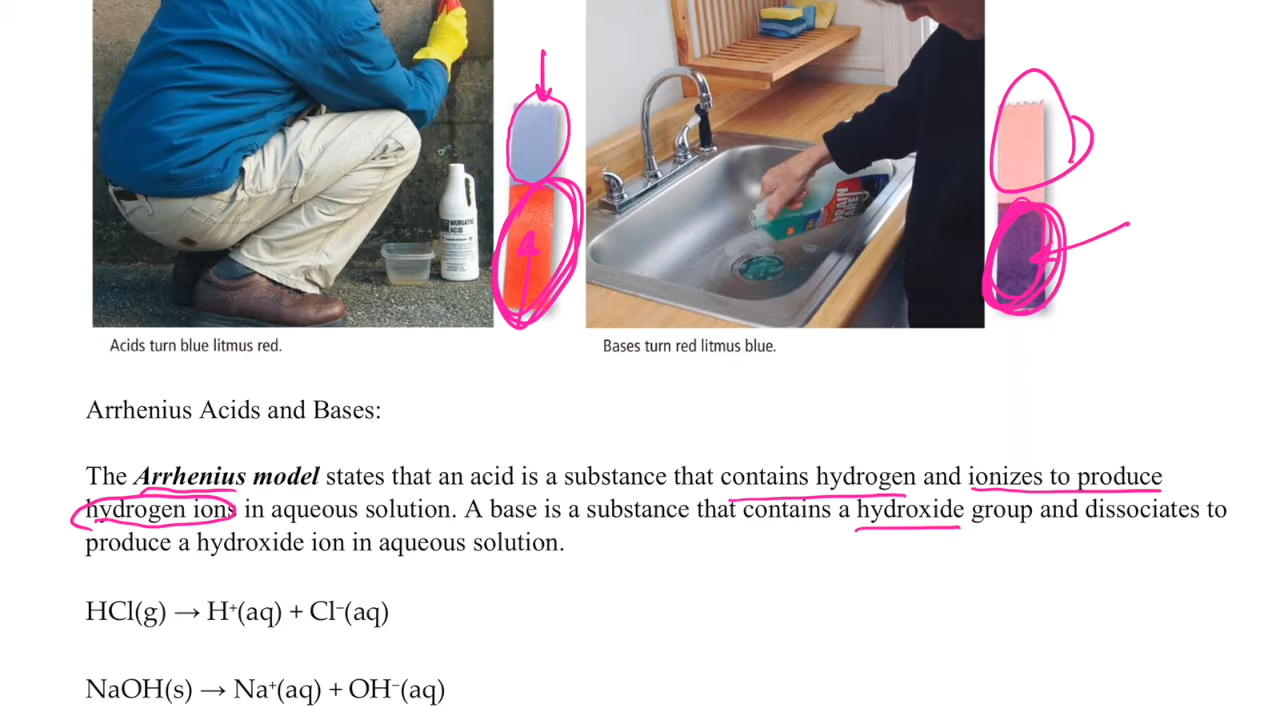 MURIATIC
ACID
DRAIN
CARE
Acids turn blue litmus red.
Bases turn red litmus blue.
Arrhenius Acids and Bases:
The Arrhenius model states that an acid is a substance that contains hydrogen and ionizes to produce
hydrogen ions in aqueous solution. A base is a substance that contains a hydroxide group and dissociates to
produce a hydroxide ion in aqueous solution.
HCl(g) → H⁺(aq) + Cl⁻(aq)
NaOH(s) → Na⁺(aq) + OH⁻(aq)